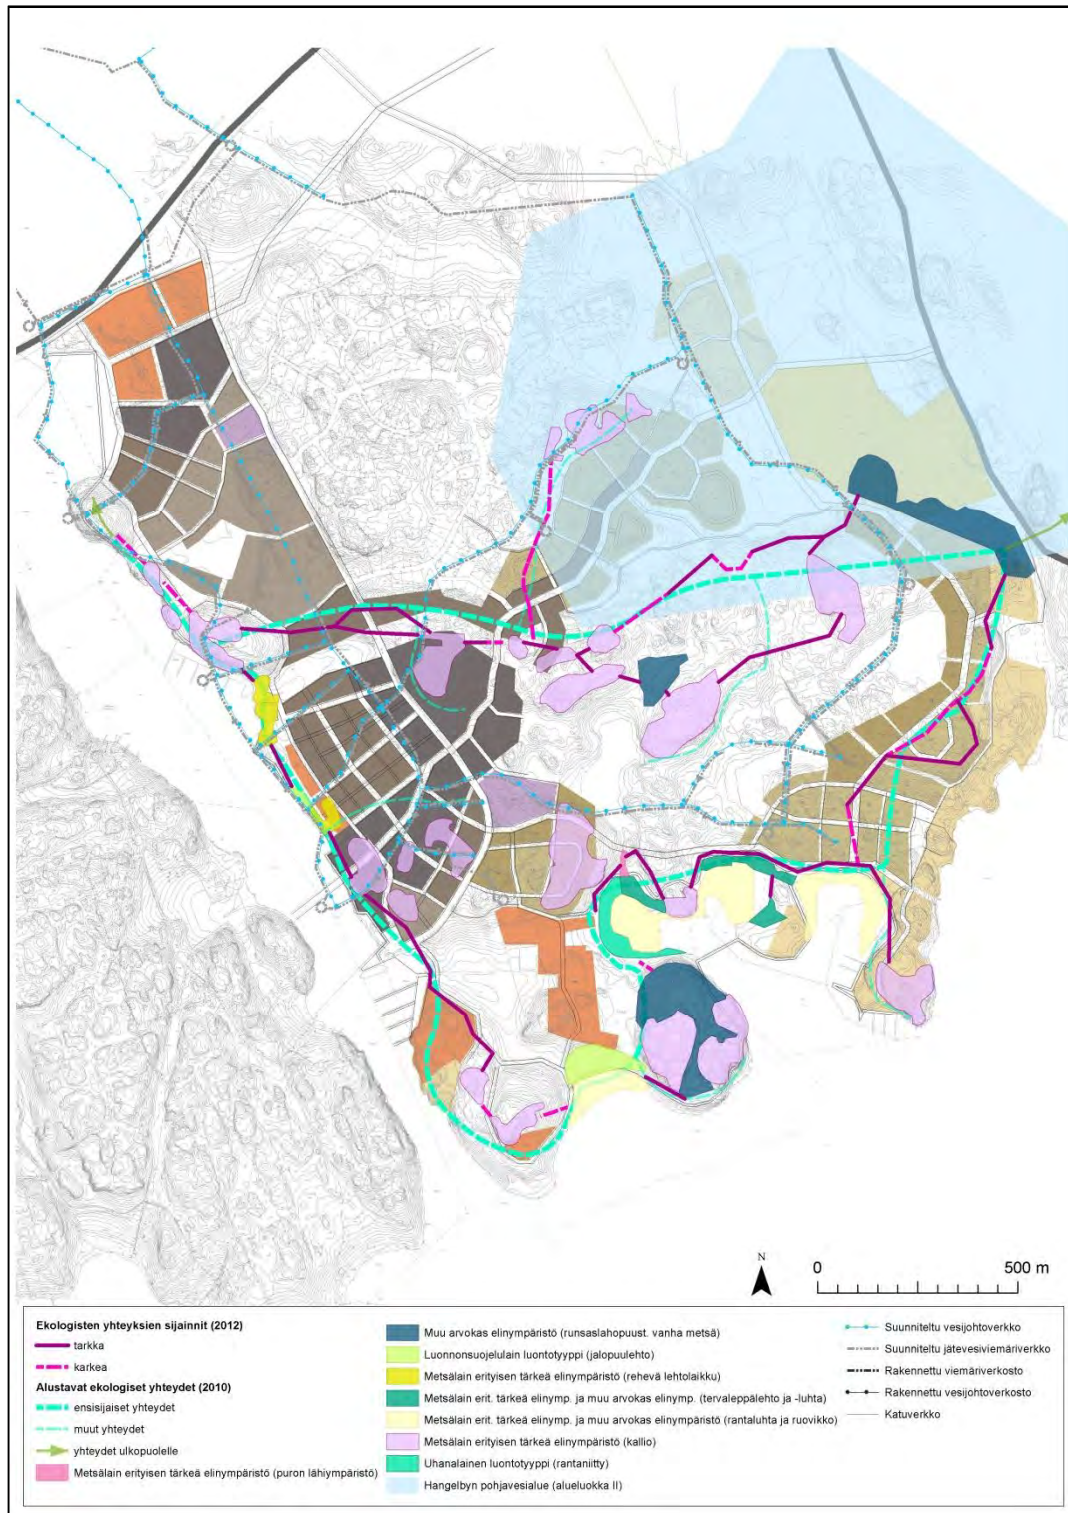 N
0 500 m
Ekologisten yhteyksien sijainnit (2012)
tarkka
karkea
Alustavat ekologiset yhteydet (2010)
ensisijaiset yhteydet
muut yhteydet
yhteydet ulkopuolelle
Metsälain erityisen tärkeä elinympäristö (puron lähiympäristö)
Muu arvokas elinympäristö (runsaslahopuust. vanha metsä)
Luonnonsuojelulain luontotyyppi (jalopuulehto)
Metsälain erityisen tärkeä elinympäristö (rehevä lehtolaikku)
Metsälain erit. tärkeä elinymp. ja muu arvokas elinymp. (tervaleppälehto ja -luhta)
Metsälain erit. tärkeä elinymp. ja muu arvokas elinympäristö (rantaluhta ja ruovikko)
Metsälain erityisen tärkeä elinympäristö (kallio)
Uhanalainen luontotyyppi (rantaniitty)
Hangelbyn pohjavesialue (alueluokka II)
Suunniteltu vesijohtoverkko
Suunniteltu jätevesiviemäriverkko
Rakennettu viemäriverkosto
Rakennettu vesijohtoverkosto
Katuverkko